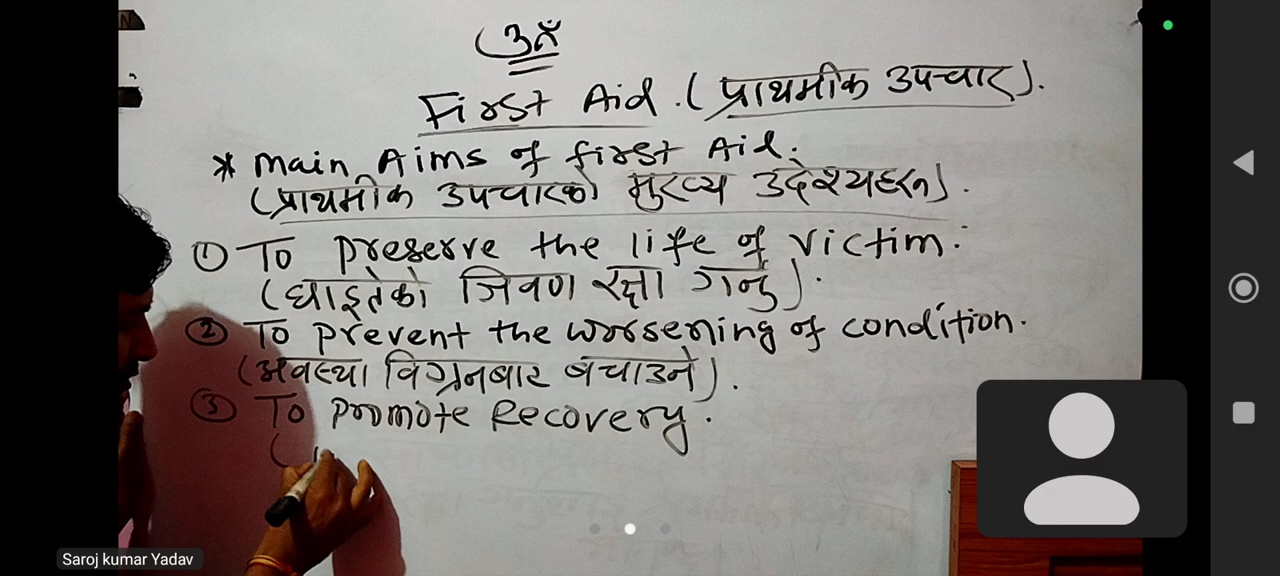 ॐ
First Aid. (प्राथमीक उपचार).
* Main Aims of first Aid.
(प्राथमीक उपचारको मुख्य उदेश्यहरु).
① To preserve the life of victim.
(घाइतेको जिवण रक्षा गर्नु).
② To prevent the worsening of condition.
(अवस्था विग्रनबाट बचाउने).
③ To Promote Recovery.
(
Saroj kumar Yadav